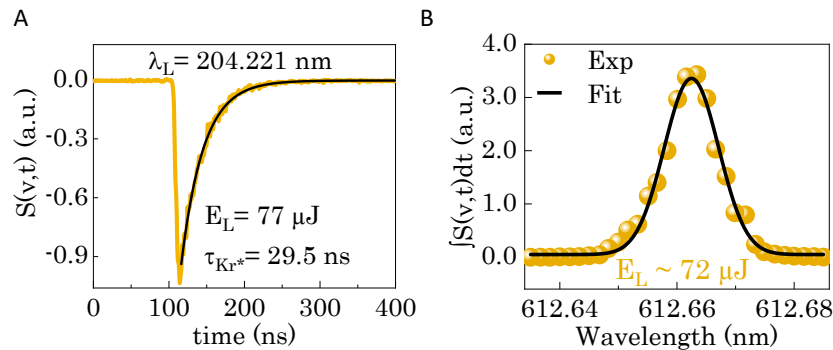 A
S(v,t) (a.u.)
0.0
-0.3
-0.6
-0.9
λL= 204.221 nm
EL= 77 μJ
τKr*= 29.5 ns
0 100 200 300 400
time (ns)
B
∫S(v,t)dt (a.u.)
4.0
3.0
2.0
1.0
0.0
Exp
Fit
EL ~ 72 μJ
612.64 612.66 612.68
Wavelength (nm)